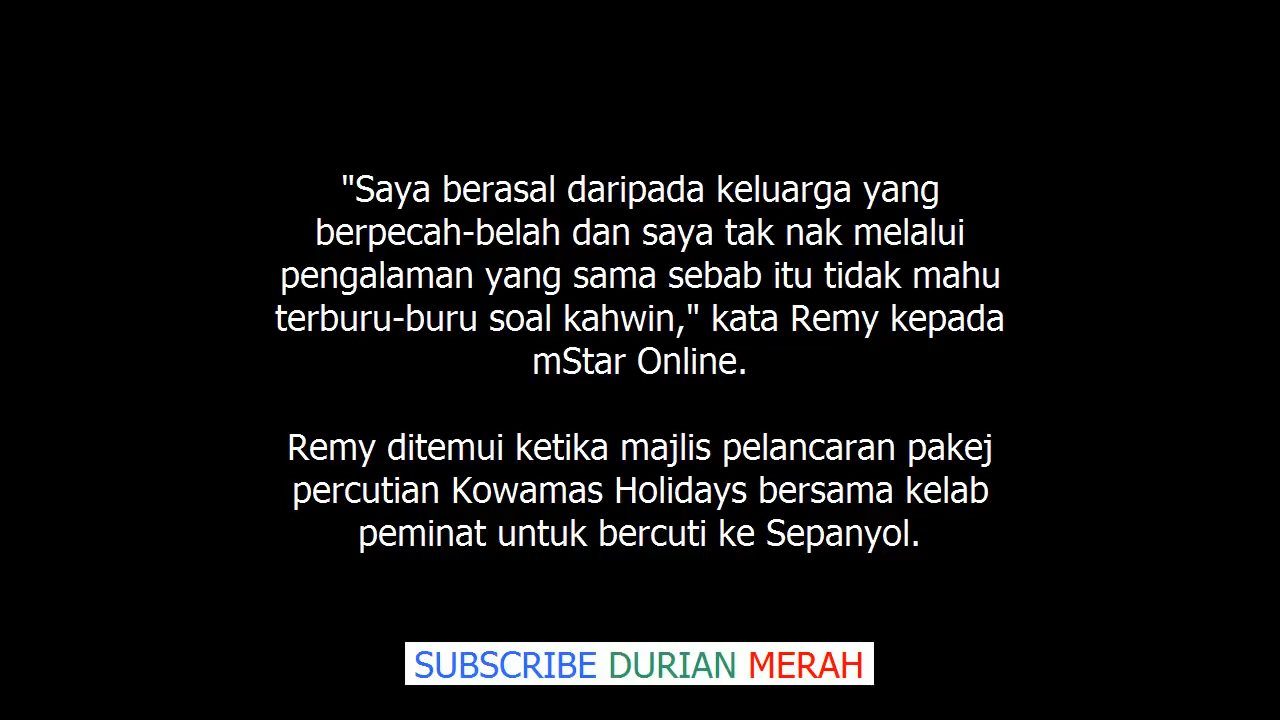 "Saya berasal daripada keluarga yang
berpecah-belah dan saya tak nak melalui
pengalaman yang sama sebab itu tidak mahu
terburu-buru soal kahwin," kata Remy kepada
mStar Online.
Remy ditemui ketika majlis pelancaran pakej
percutian Kowamas Holidays bersama kelab
peminat untuk bercuti ke Sepanyol.
SUBSCRIBE DURIAN MERAH